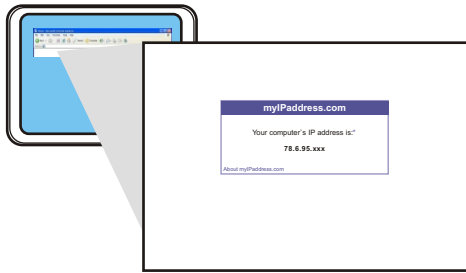 myIPaddress.com
Your computer`s IP address is:“
78.6.95.xxx
About myIPaddress.com